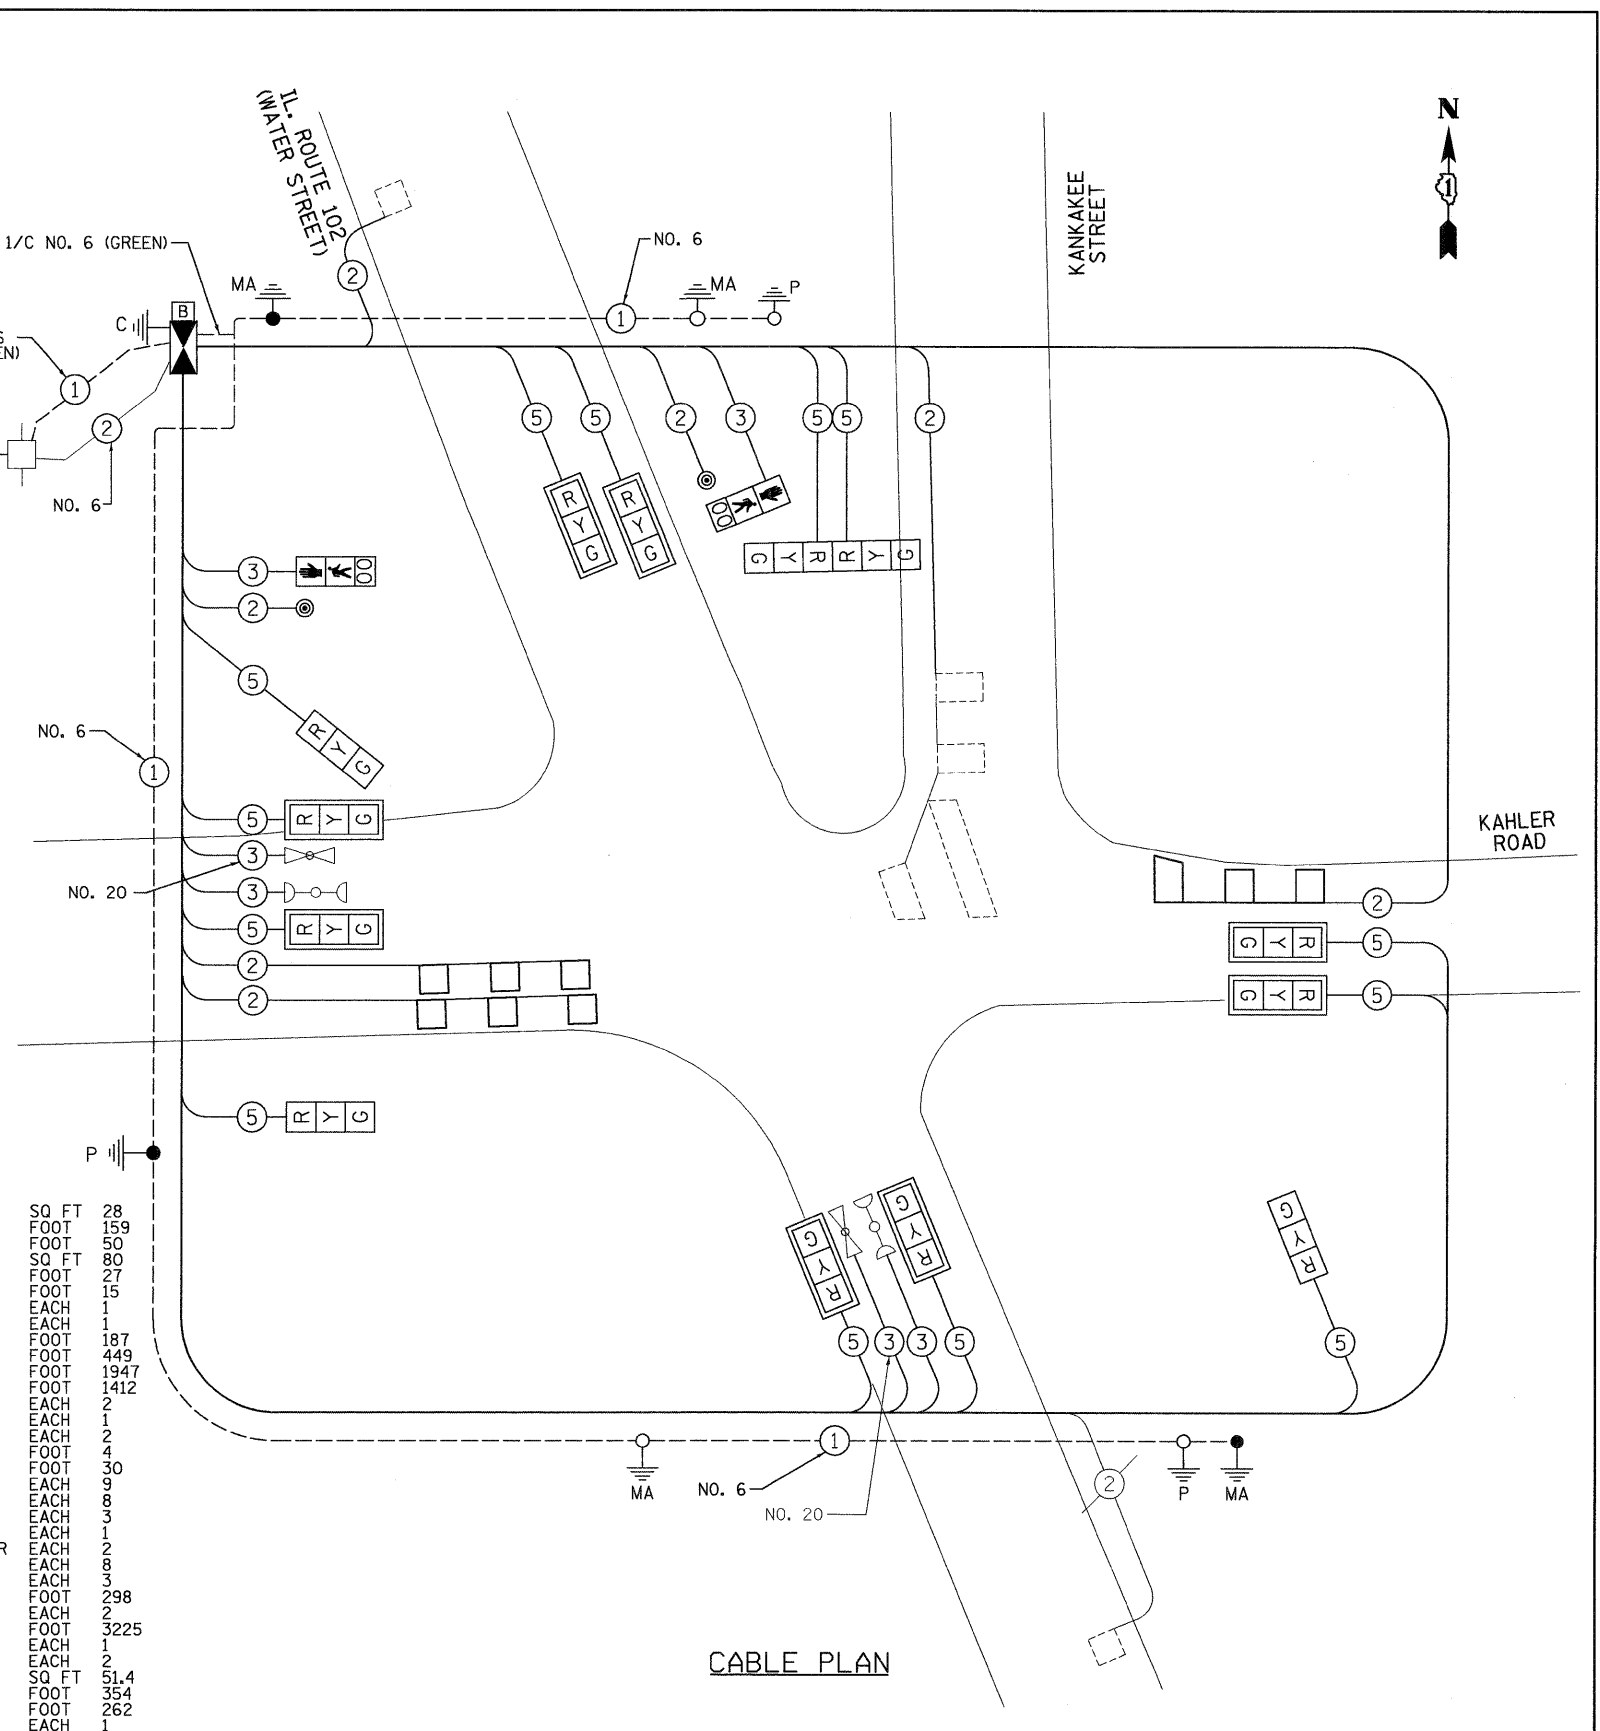 IL. ROUTE 102
(WATER STREET)
KANKAKEE
STREET
N
1
1/C NO. 6 (GREEN)
NO. 6
MA
MA
P
2
1
B
C
EN)
1
2
NO. 6
5
5
2
3
5
5
2
R
Y
G
R
Y
G
00
G Y R R Y G
3
00
2
5
R Y G
NO. 6
1
5
R Y G
3
NO. 20
3
5
R Y G
2
2
KAHLER
ROAD
2
G Y R
5
G Y R
5
5
R Y G
P
G
Y
R
G
Y
R
G
Y
R
5
3
3
5
5
1
MA
NO. 6
NO. 20
2
P
MA
SQ FT 28
FOOT 159
FOOT 50
SQ FT 80
FOOT 27
FOOT 15
EACH 1
EACH 1
FOOT 187
FOOT 449
FOOT 1947
FOOT 1412
EACH 2
EACH 1
EACH 2
FOOT 4
FOOT 30
EACH 9
EACH 8
EACH 3
EACH 1
R EACH 2
EACH 8
EACH 3
FOOT 298
EACH 2
FOOT 3225
EACH 1
EACH 2
SQ FT 51.4
FOOT 354
FOOT 262
EACH 1
CABLE PLAN